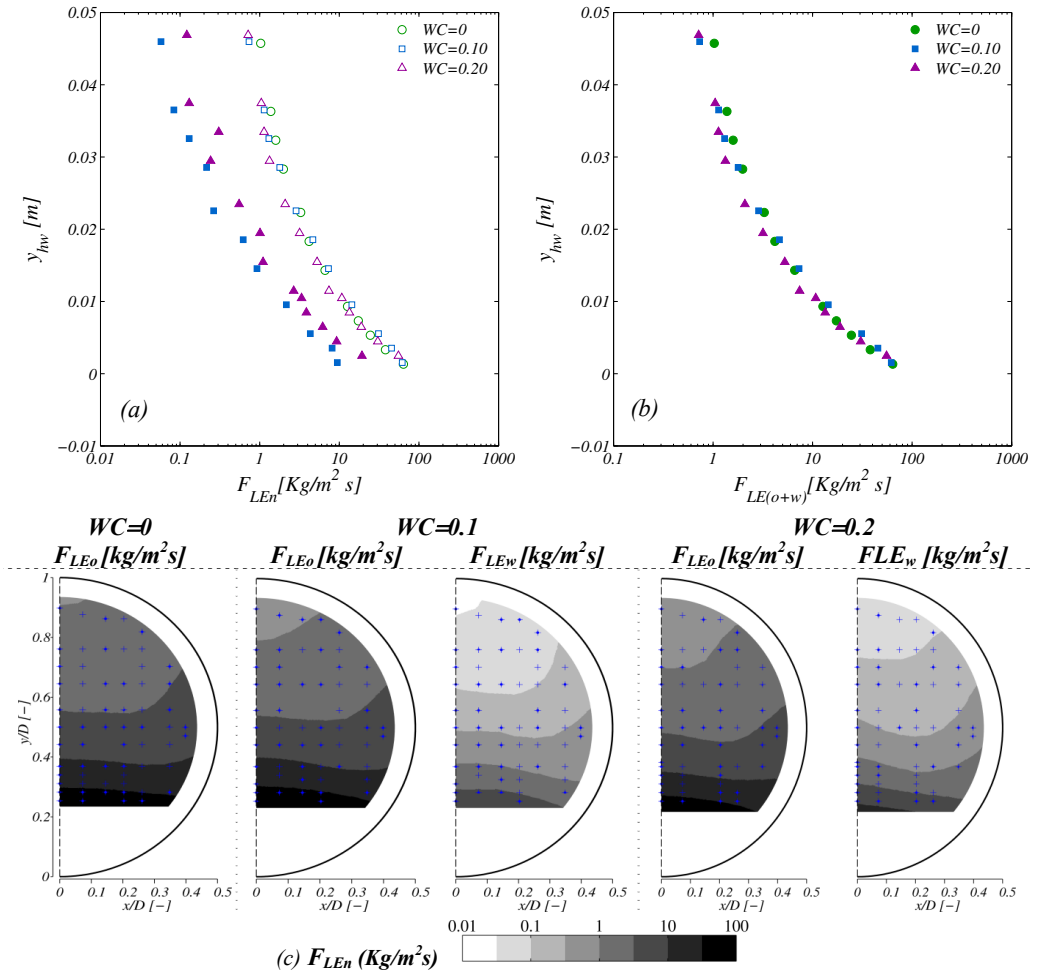 0.05
0.04
0.03
0.02
0.01
0
−0.01
y_hw [m]
WC=0
WC=0.10
WC=0.20
(a)
0.01 0.1 1 10 100 1000
F_LEn [Kg/m² s]
0.05
0.04
0.03
0.02
0.01
0
−0.01
y_hw [m]
WC=0
WC=0.10
WC=0.20
(b)
1 10 100 1000
F_LE(o+w) [Kg/m² s]
WC=0 WC=0.1 WC=0.2
F_LEo [kg/m²s] F_LEo [kg/m²s] F_LEw [kg/m²s] F_LEo [kg/m²s] FLE_w [kg/m²s]
1
0.8
0.6
0.4
0.2
0
y/D [−]
0 0.1 0.2 0.3 0.4 0.5
x/D [−]
0 0.1 0.2 0.3 0.4 0.5
x/D [−]
0 0.1 0.2 0.3 0.4 0.5
x/D [−]
0 0.1 0.2 0.3 0.4 0.5
x/D [−]
0 0.1 0.2 0.3 0.4 0.5
x/D [−]
0.01 0.1 1 10 100
(c) F_LEn (Kg/m²s)